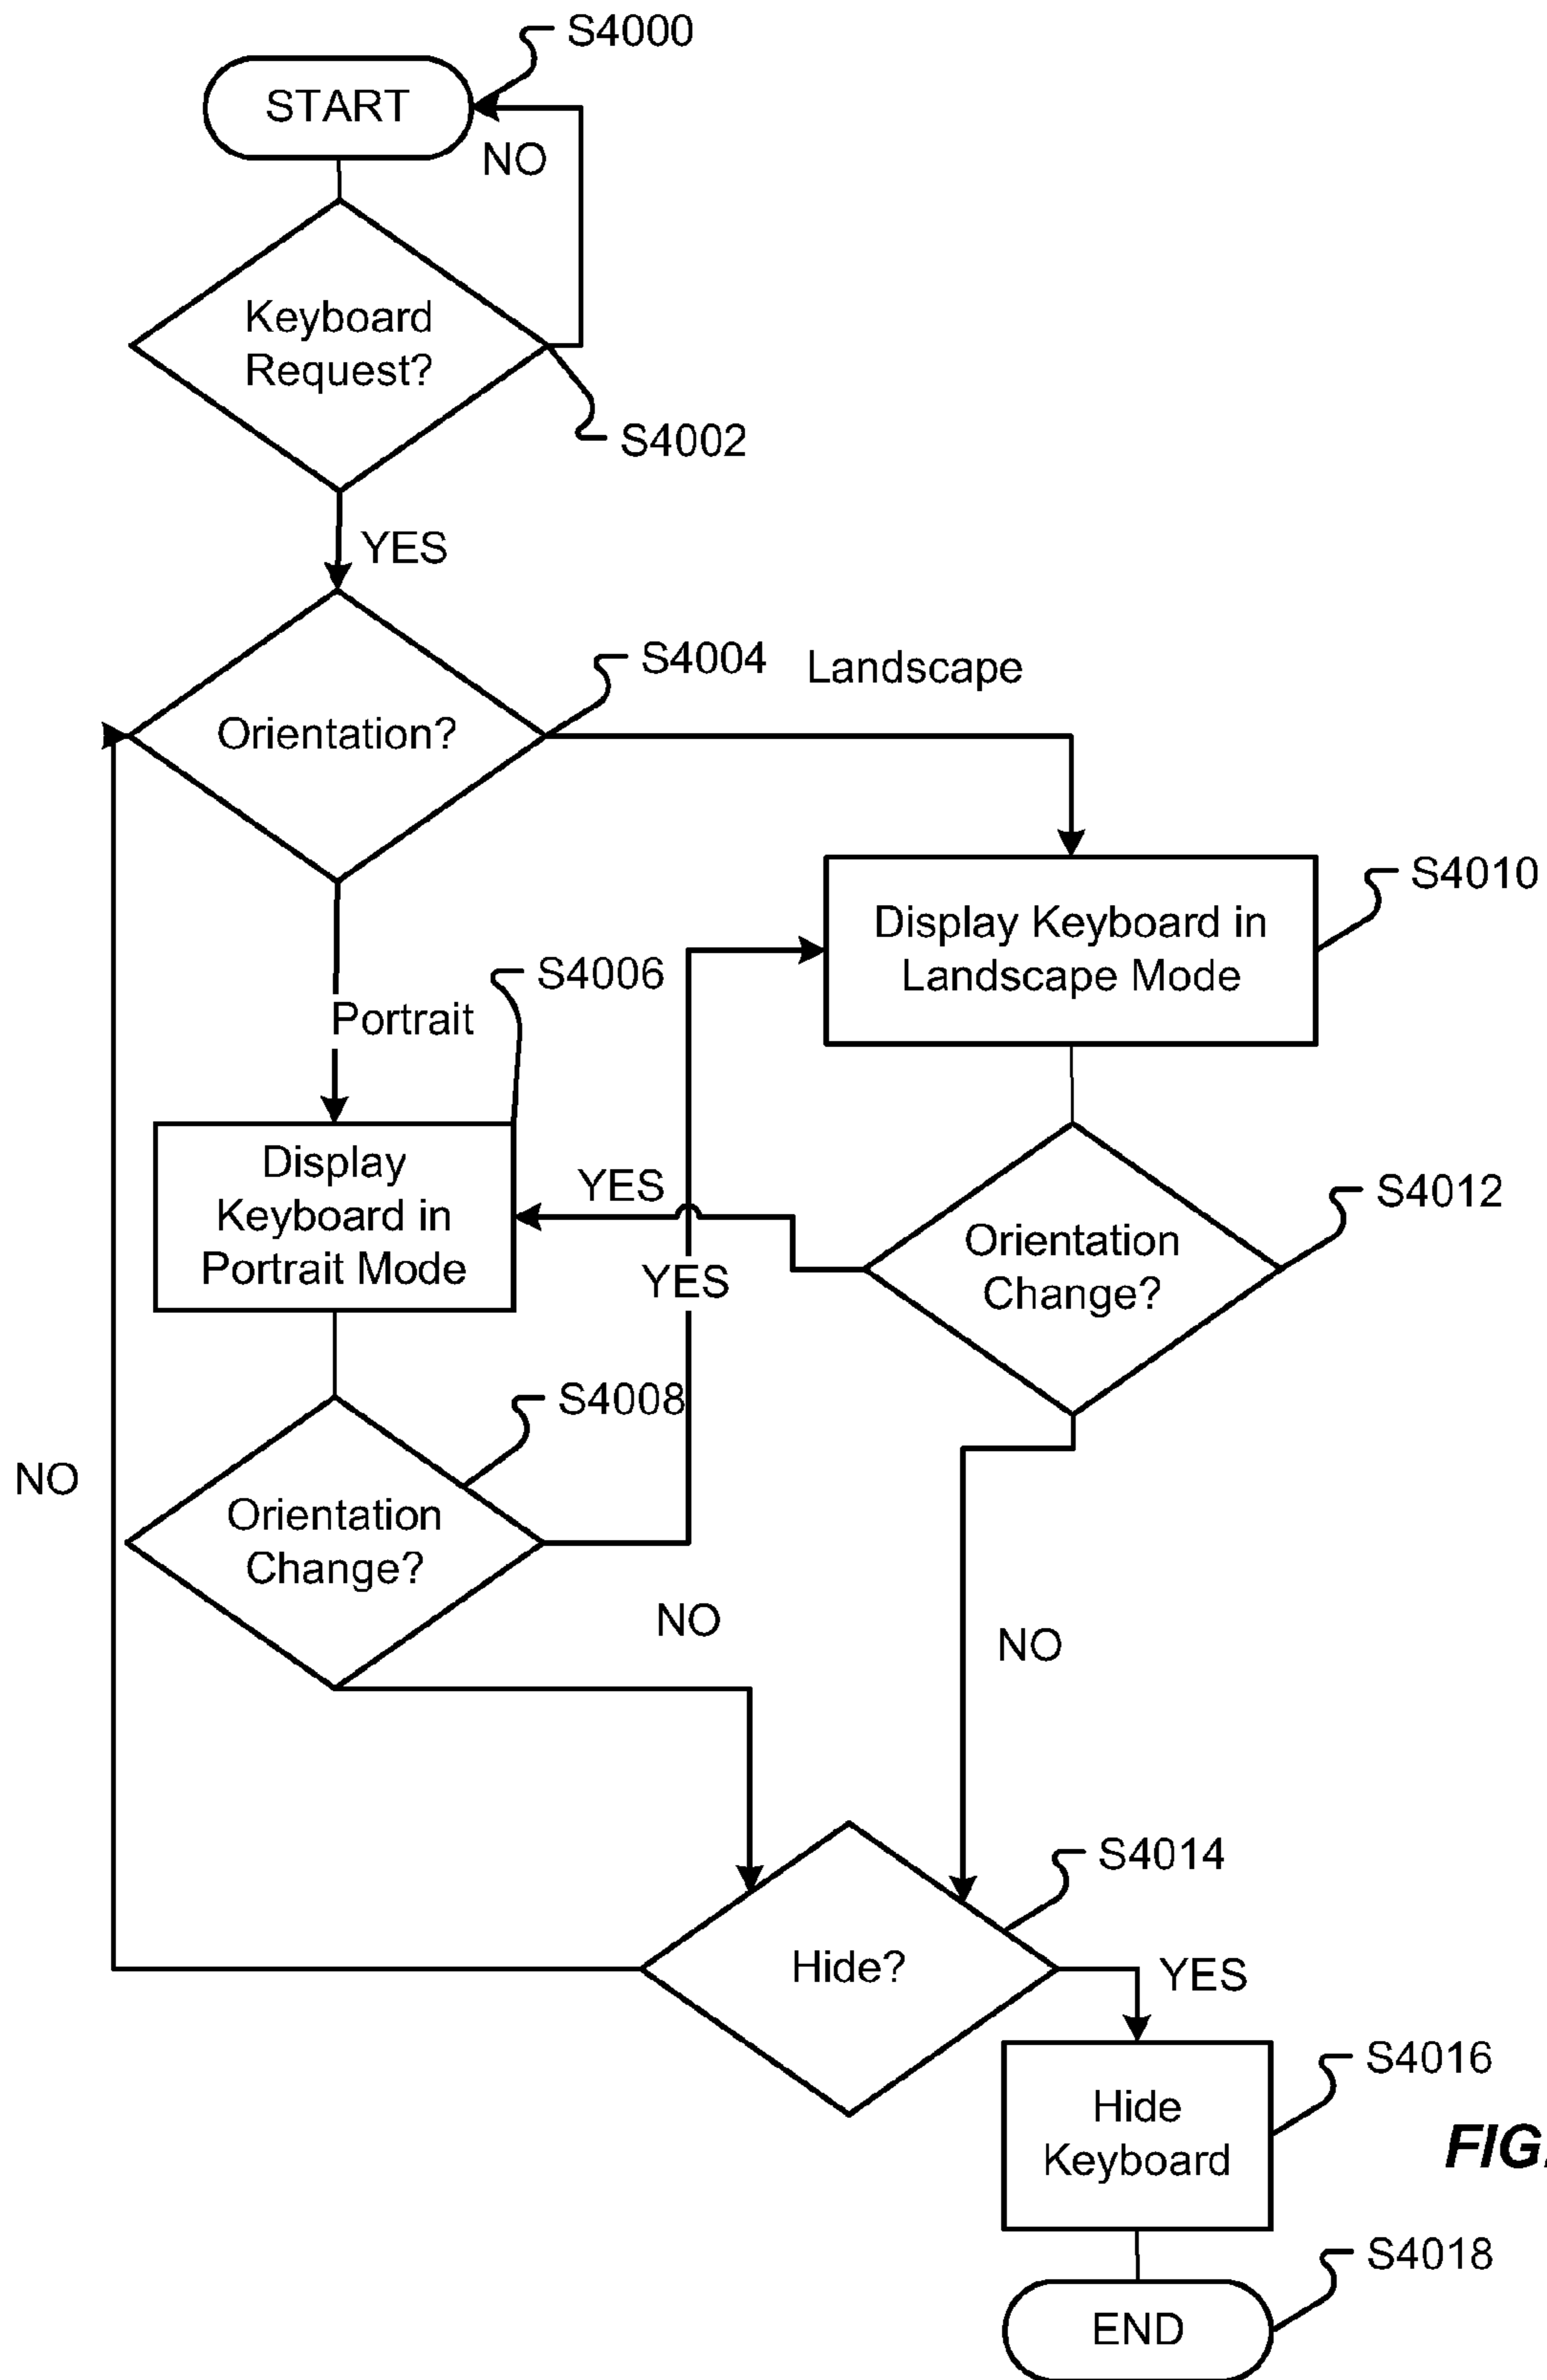 S4000
START
NO
Keyboard
Request?
S4002
YES
S4004
Landscape
Orientation?
S4010
Display Keyboard in
Landscape Mode
S4006
Portrait
Display
Keyboard in
Portrait Mode
YES
S4012
Orientation
Change?
YES
S4008
NO
Orientation
Change?
NO
NO
S4014
Hide?
YES
S4016
Hide
Keyboard
FIG.
S4018
END